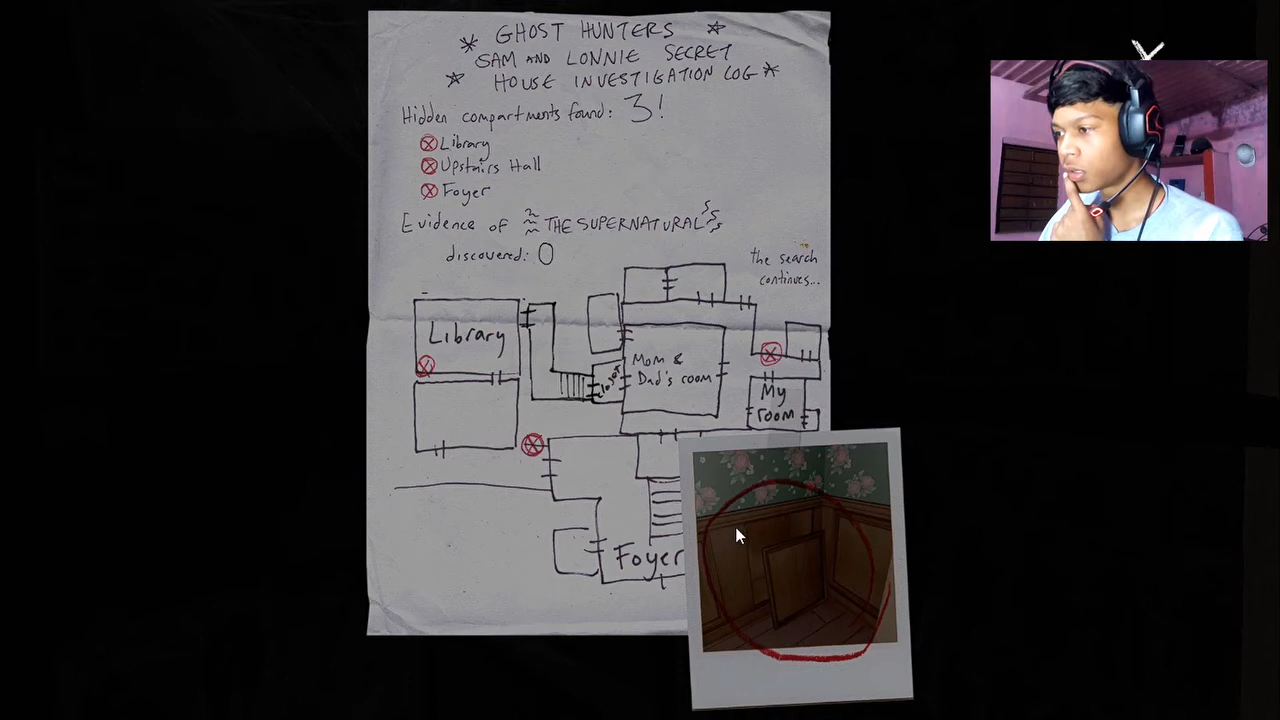 GHOST HUNTERS
SAM AND LONNIE SECRET
HOUSE INVESTIGATION LOG
Hidden compartments found: 3!
Library
Upstairs Hall
Foyer
Evidence of THE SUPERNATURAL
discovered: 0
the search
continues...
Library
Mom &
Dad's room
Closet
My
room
Foyer